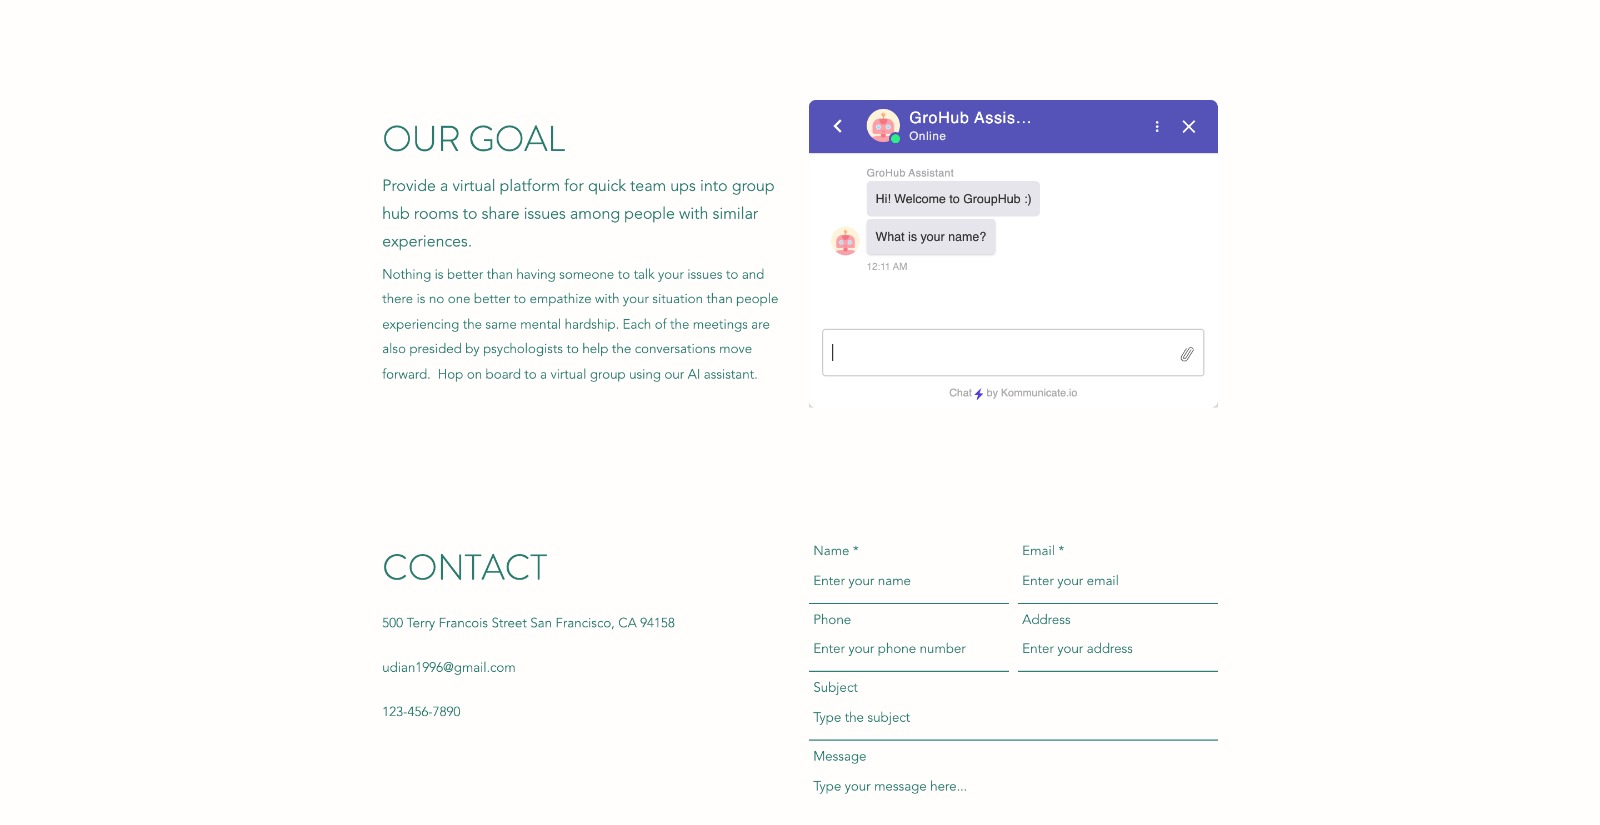 OUR GOAL
Provide a virtual platform for quick team ups into group
hub rooms to share issues among people with similar
experiences.
Nothing is better than having someone to talk your issues to and
there is no one better to empathize with your situation than people
experiencing the same mental hardship. Each of the meetings are
also presided by psychologists to help the conversations move
forward.  Hop on board to a virtual group using our AI assistant.
GroHub Assis...
Online
GroHub Assistant
Hi! Welcome to GroupHub :)
What is your name?
12:11 AM
Chat by Kommunicate.io
CONTACT
500 Terry Francois Street San Francisco, CA 94158
udian1996@gmail.com
123-456-7890
Name *
Email *
Enter your name
Enter your email
Phone
Address
Enter your phone number
Enter your address
Subject
Type the subject
Message
Type your message here...